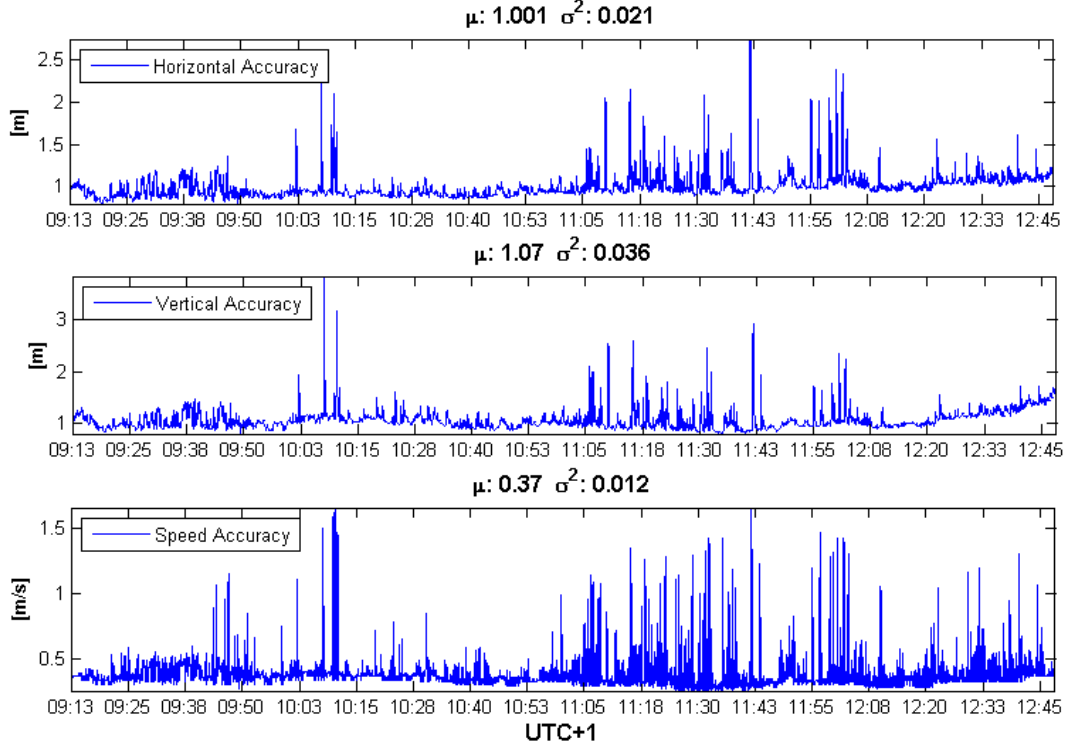 μ: 1.001 σ²: 0.021
Horizontal Accuracy
[m]
2.5
2
1.5
1
09:13 09:25 09:38 09:50 10:03 10:15 10:28 10:40 10:53 11:05 11:18 11:30 11:43 11:55 12:08 12:20 12:33 12:45
μ: 1.07 σ²: 0.036
Vertical Accuracy
[m]
3
2
1
09:13 09:25 09:38 09:50 10:03 10:15 10:28 10:40 10:53 11:05 11:18 11:30 11:43 11:55 12:08 12:20 12:33 12:45
μ: 0.37 σ²: 0.012
Speed Accuracy
[m/s]
1.5
1
0.5
09:13 09:25 09:38 09:50 10:03 10:15 10:28 10:40 10:53 11:05 11:18 11:30 11:43 11:55 12:08 12:20 12:33 12:45
UTC+1